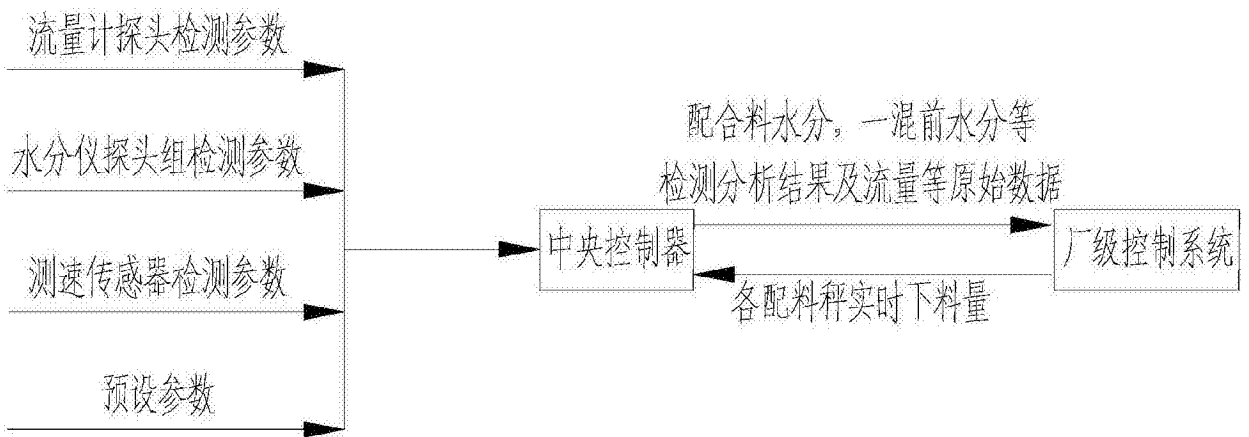 流量计探头检测参数
水分仪探头组检测参数
测速传感器检测参数
预设参数
中央控制器
配合料水分，一混前水分等
检测分析结果及流量等原始数据
各配料秤实时下料量
厂级控制系统